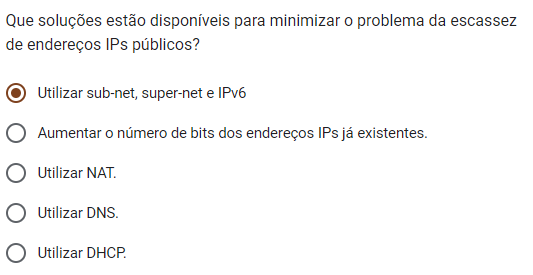 Que soluções estão disponíveis para minimizar o problema da escassez
de endereços IPs públicos?
Utilizar sub-net, super-net e IPv6
Aumentar o número de bits dos endereços IPs já existentes.
Utilizar NAT.
Utilizar DNS.
Utilizar DHCP.